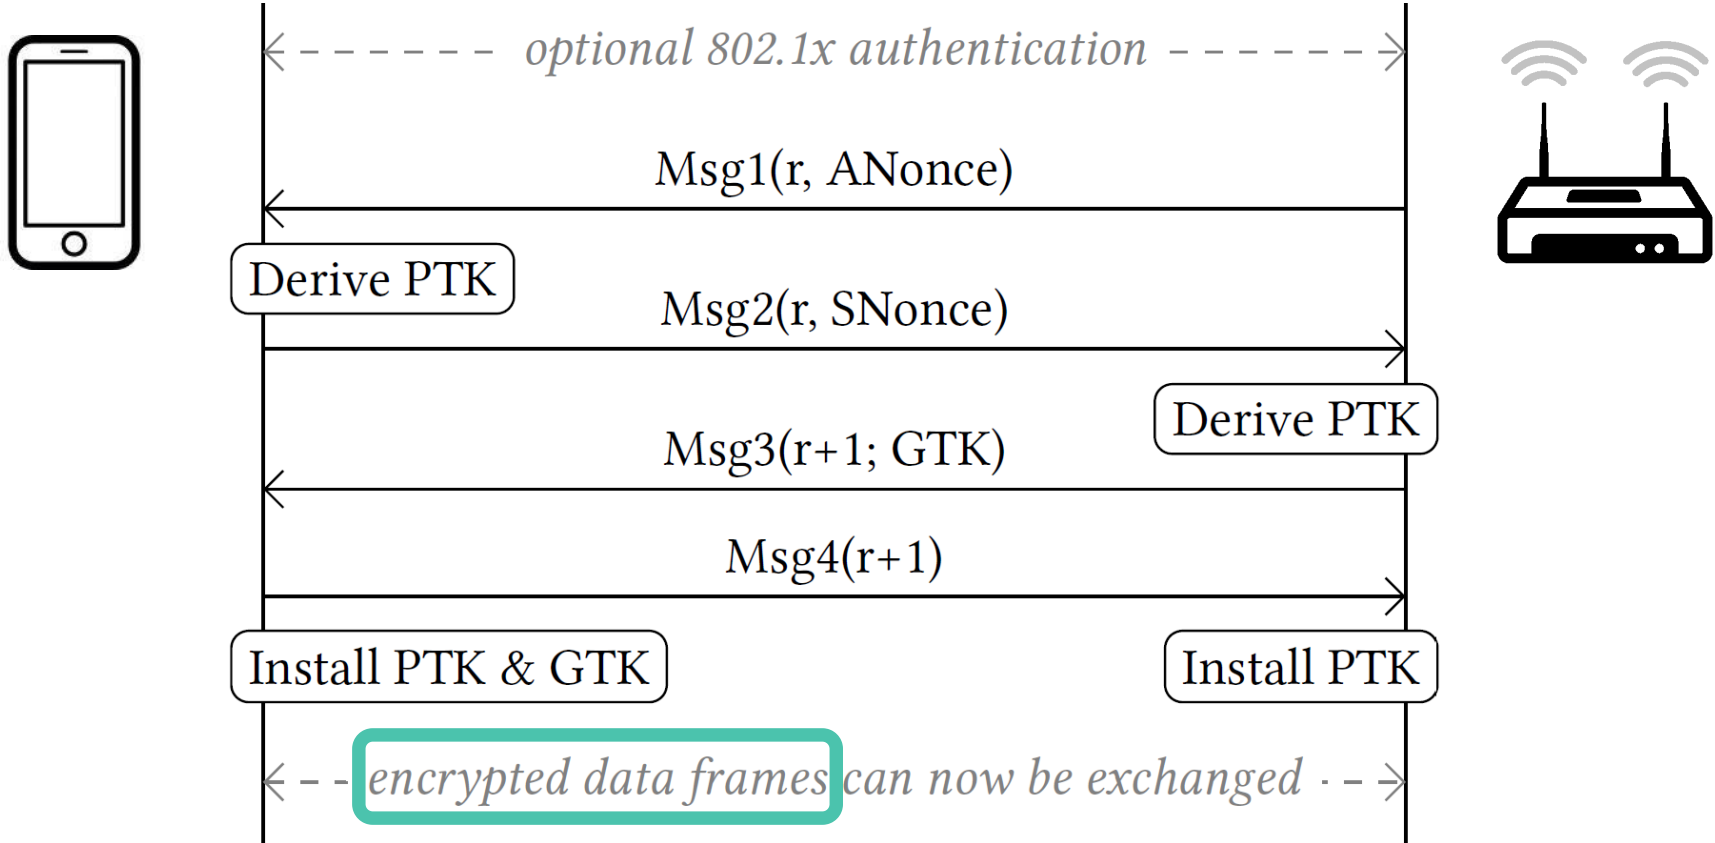 optional 802.1x authentication
Msg1(r, ANonce)
Derive PTK
Msg2(r, SNonce)
Derive PTK
Msg3(r+1; GTK)
Msg4(r+1)
Install PTK & GTK
Install PTK
encrypted data frames can now be exchanged